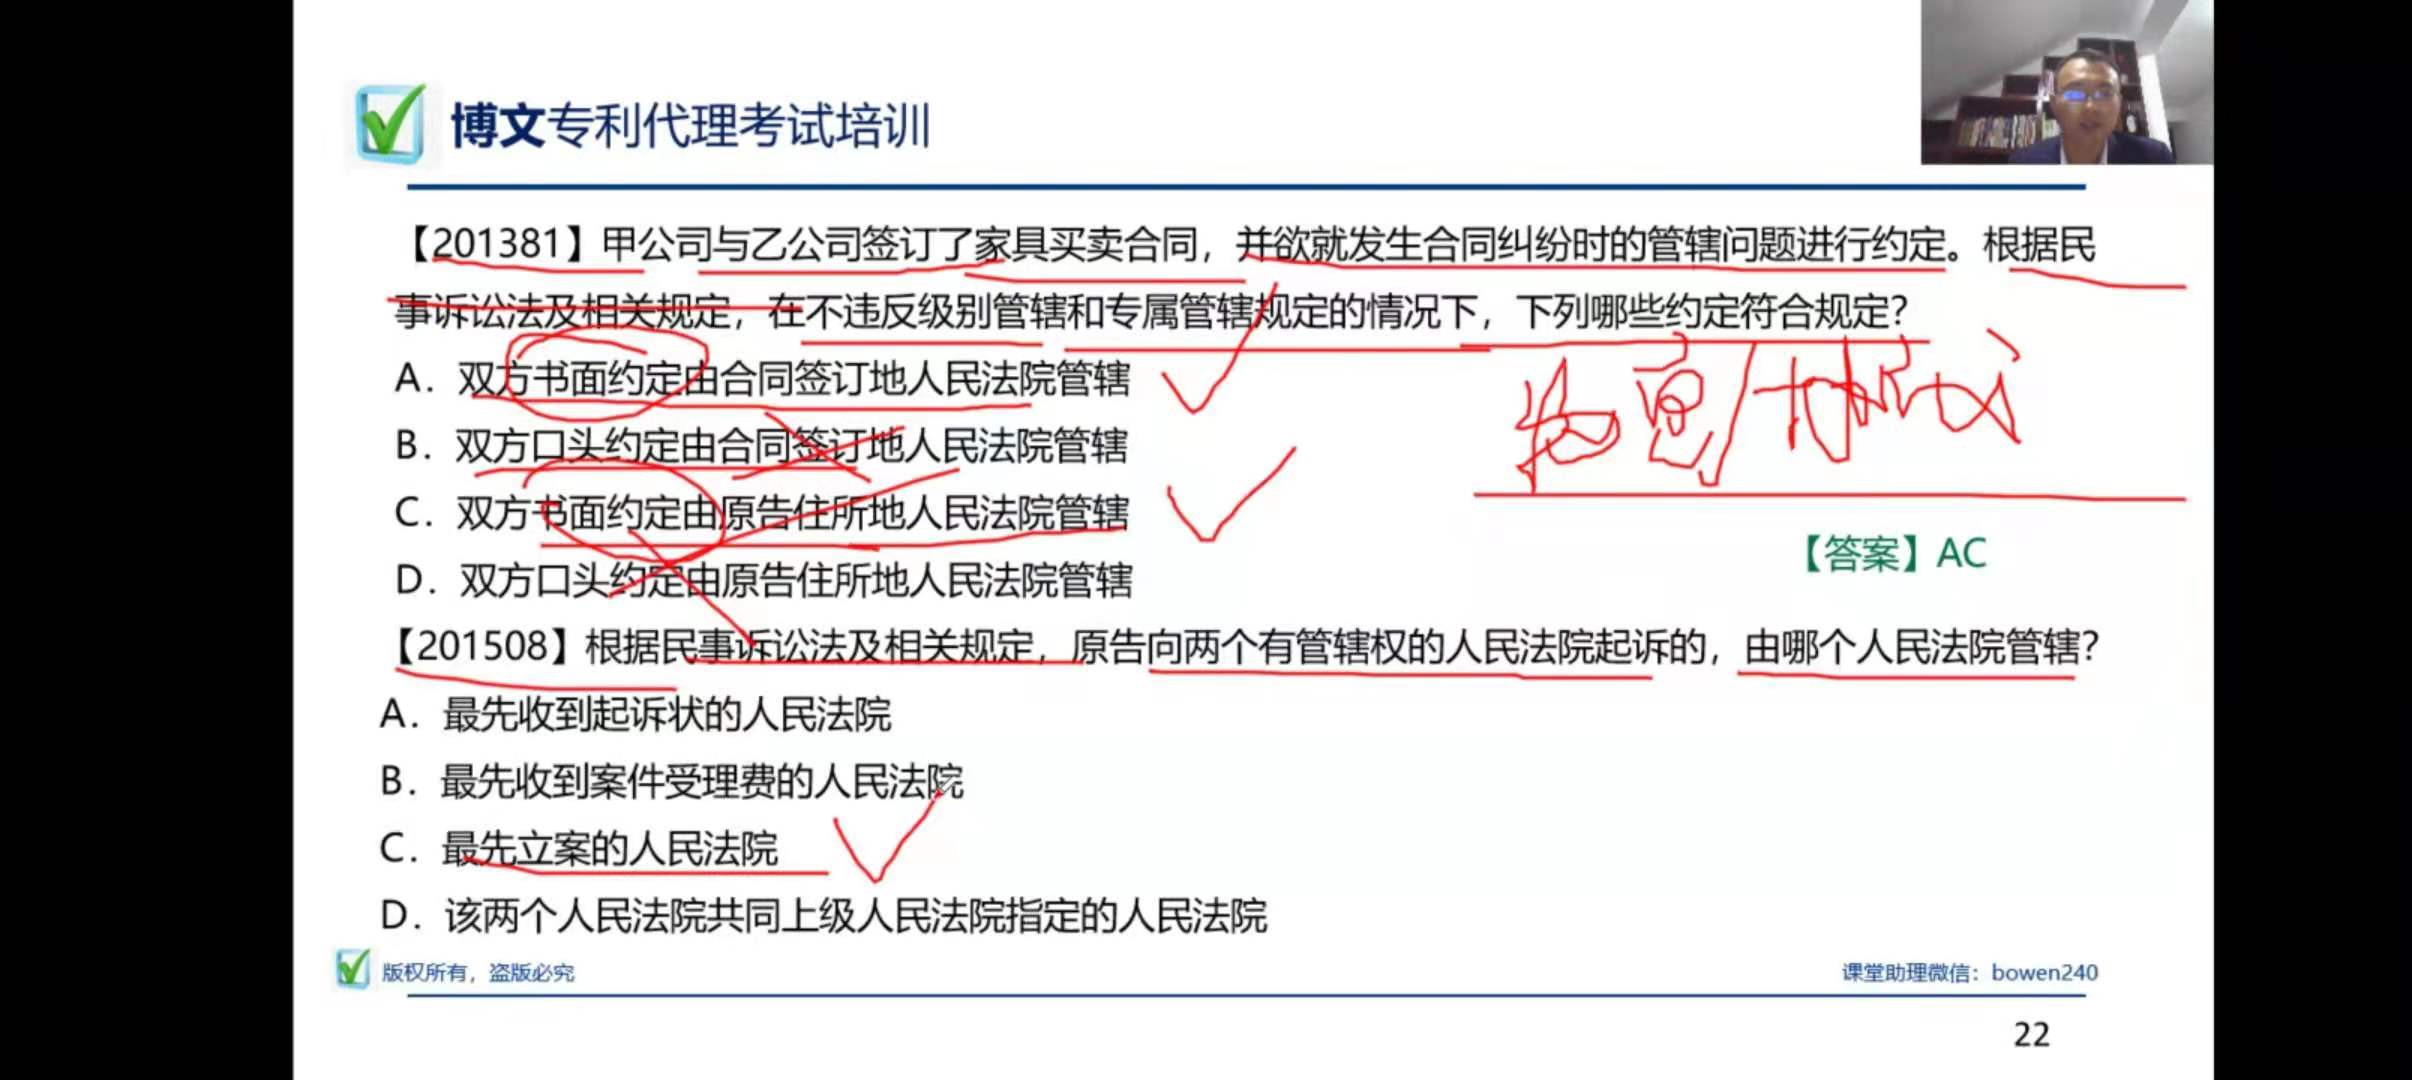 博文专利代理考试培训
【201381】甲公司与乙公司签订了家具买卖合同，并欲就发生合同纠纷时的管辖问题进行约定。根据民
事诉讼法及相关规定，在不违反级别管辖和专属管辖规定的情况下，下列哪些约定符合规定？
A．双方书面约定由合同签订地人民法院管辖
B．双方口头约定由合同签订地人民法院管辖
C．双方书面约定由原告住所地人民法院管辖
D．双方口头约定由原告住所地人民法院管辖
【答案】AC
【201508】根据民事诉讼法及相关规定，原告向两个有管辖权的人民法院起诉的，由哪个人民法院管辖？
A．最先收到起诉状的人民法院
B．最先收到案件受理费的人民法院
C．最先立案的人民法院
D．该两个人民法院共同上级人民法院指定的人民法院
版权所有，盗版必究
课堂助理微信：bowen240
22